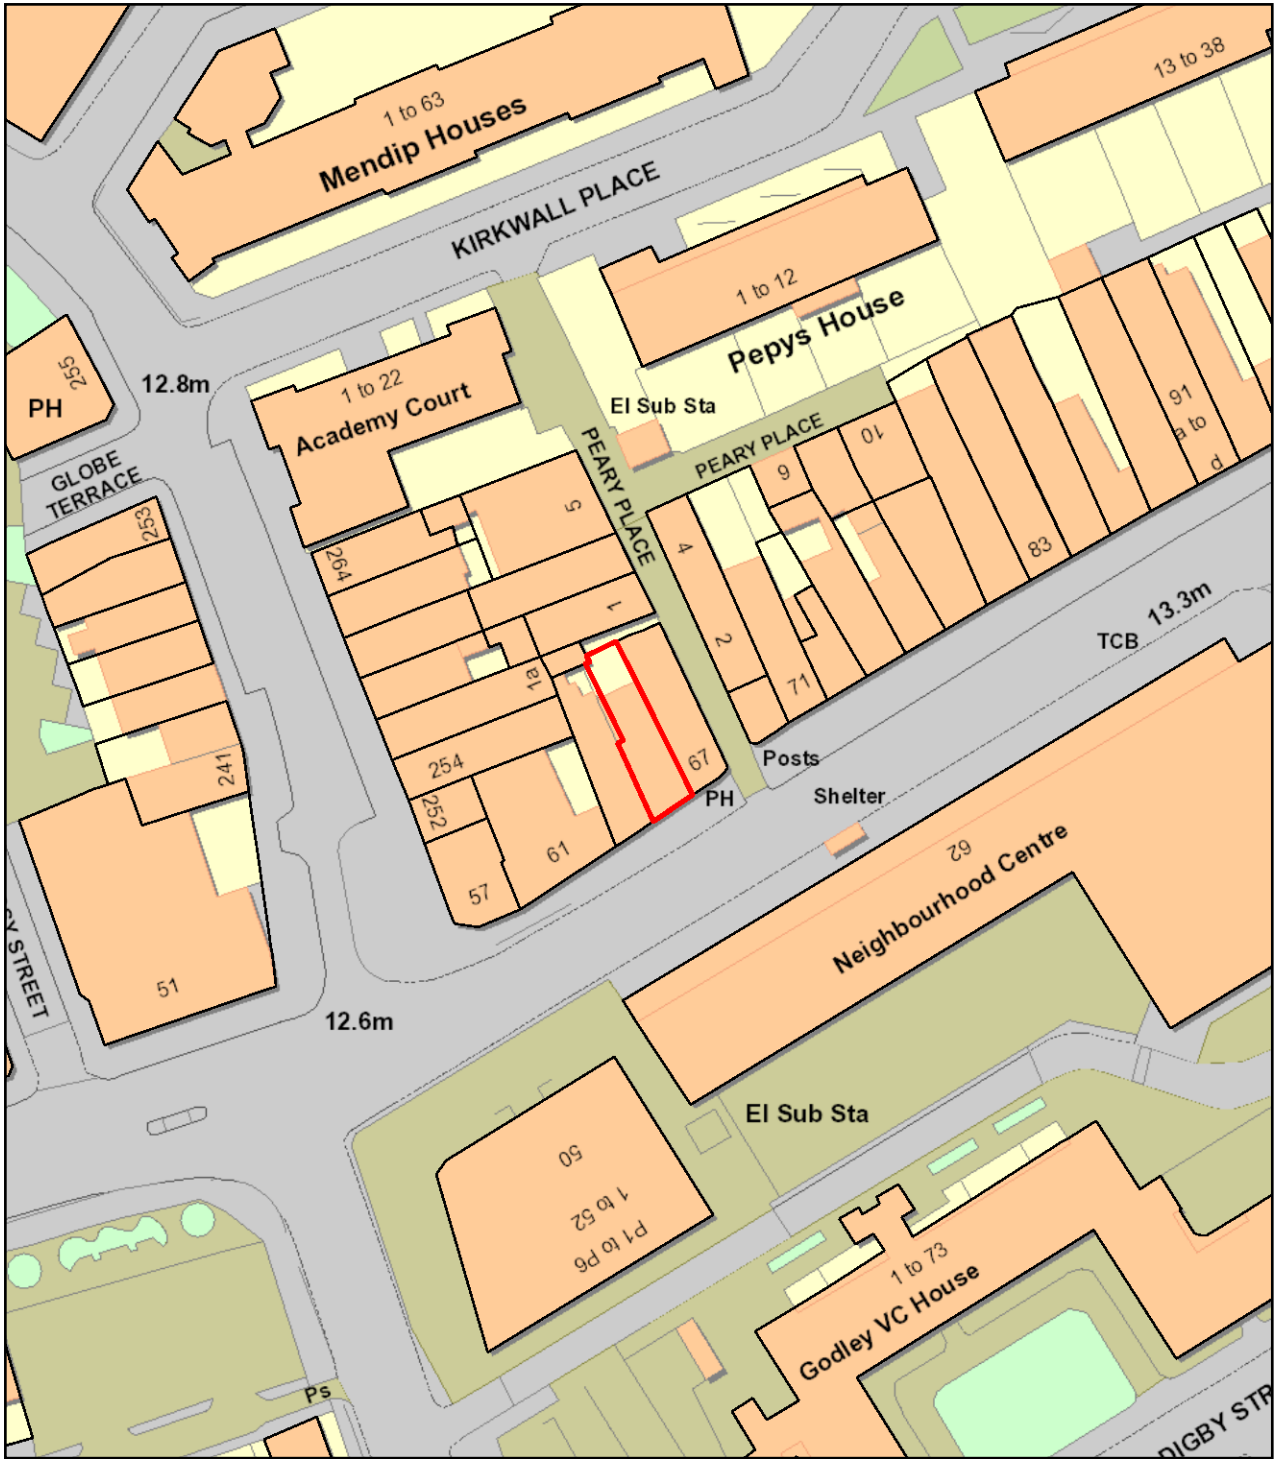 13 to 38
1 to 63
Mendip Houses
KIRKWALL PLACE
1 to 12
Pepys House
255
PH
12.8m
1 to 22
Academy Court
El Sub Sta
PEARY PLACE
PEARY PLACE
GLOBE
TERRACE
253
264
5
4
9
10
91
a to
d
83
1
2
1a
71
TCB
13.3m
254
252
241
67
PH
Posts
Shelter
61
57
62
Neighbourhood Centre
51
STREET
12.6m
El Sub Sta
50
1 to 52
P1 to P6
1 to 73
Godley VC House
Ps
DIGBY STR